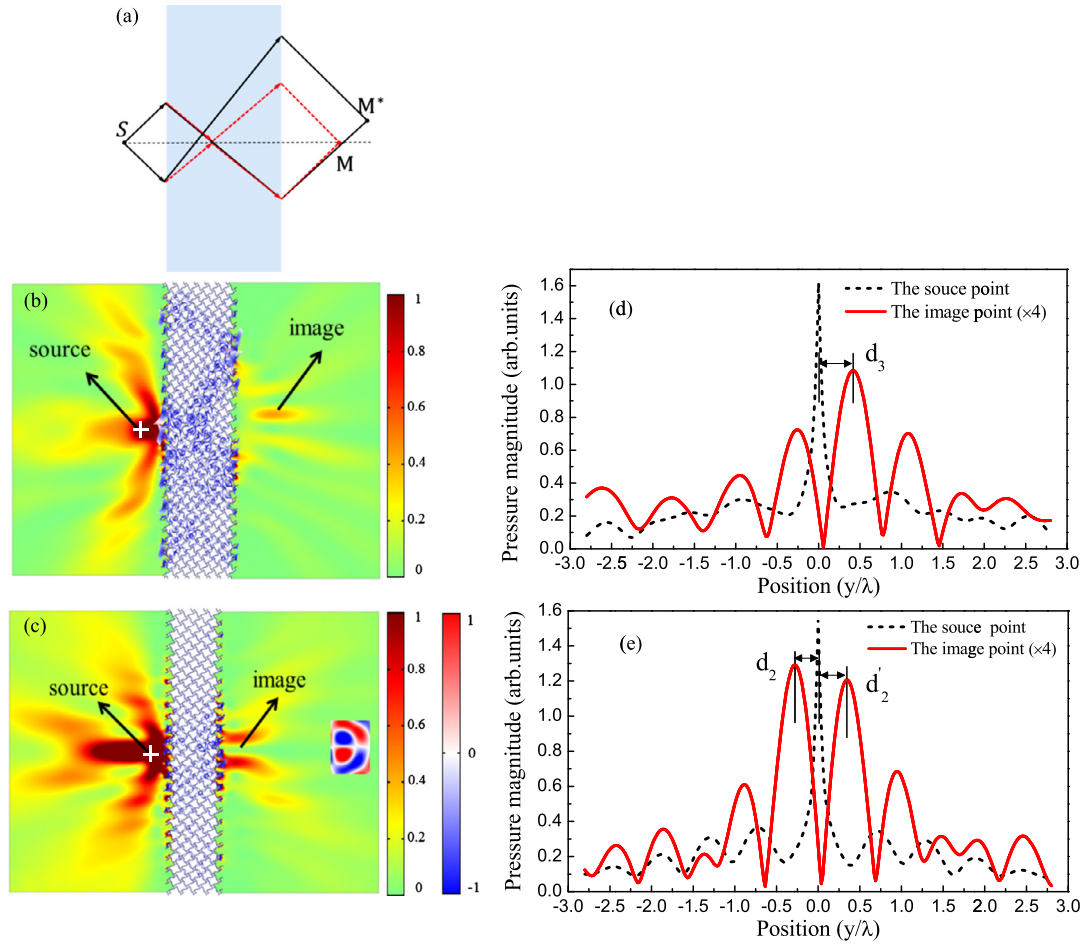 (a)
S
M*
M
(b)
source
image
1
0.8
0.6
0.4
0.2
0
(c)
source
image
1
0.8
0.6
0.4
0.2
0
1
0
-1
(d)
The souce point
The image point (×4)
d3
Pressure magnitude (arb.units)
1.6
1.4
1.2
1.0
0.8
0.6
0.4
0.2
0.0
-3.0 -2.5 -2.0 -1.5 -1.0 -0.5 0.0 0.5 1.0 1.5 2.0 2.5 3.0
Position (y/λ)
(e)
The souce point
The image point (×4)
d2
d2'
Pressure magnitude (arb.units)
1.6
1.4
1.2
1.0
0.8
0.6
0.4
0.2
0.0
-3.0 -2.5 -2.0 -1.5 -1.0 -0.5 0.0 0.5 1.0 1.5 2.0 2.5 3.0
Position (y/λ)